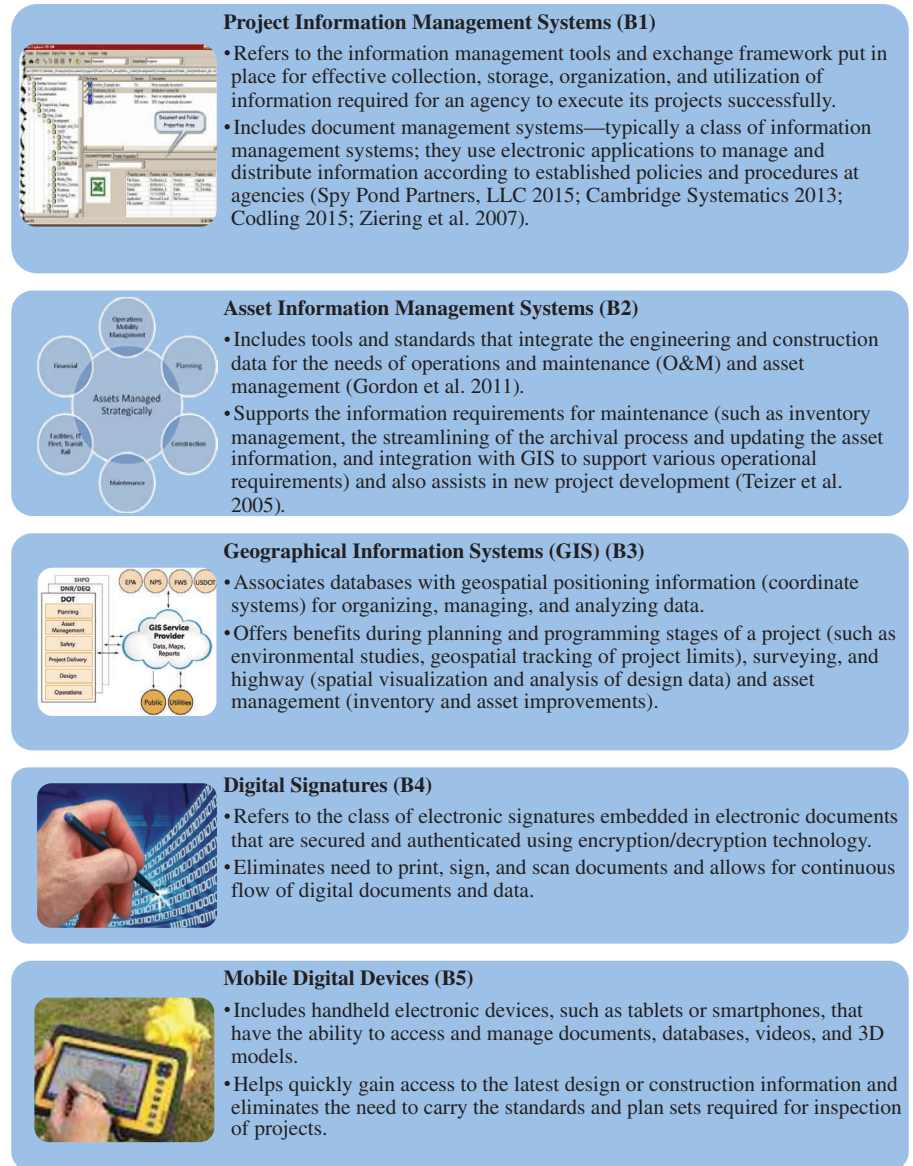 Project Information Management Systems (B1)
•Refers to the information management tools and exchange framework put in
place for effective collection, storage, organization, and utilization of
information required for an agency to execute its projects successfully.
•Includes document management systems—typically a class of information
management systems; they use electronic applications to manage and
distribute information according to established policies and procedures at
agencies (Spy Pond Partners, LLC 2015; Cambridge Systematics 2013;
Codling 2015; Ziering et al. 2007).
Document and Folder
Properties Area
Asset Information Management Systems (B2)
•Includes tools and standards that integrate the engineering and construction
data for the needs of operations and maintenance (O&M) and asset
management (Gordon et al. 2011).
•Supports the information requirements for maintenance (such as inventory
management, the streamlining of the archival process and updating the asset
information, and integration with GIS to support various operational
requirements) and also assists in new project development (Teizer et al.
2005).
Operations
Mobility
Management
Financial
Planning
Assets Managed
Strategically
Facilities, IT
Fleet, Transit
Rail
Construction
Maintenance
Geographical Information Systems (GIS) (B3)
•Associates databases with geospatial positioning information (coordinate
systems) for organizing, managing, and analyzing data.
•Offers benefits during planning and programming stages of a project (such as
environmental studies, geospatial tracking of project limits), surveying, and
highway (spatial visualization and analysis of design data) and asset
management (inventory and asset improvements).
SHPO
DNR/DEQ
DOT
Planning
Asset
Management
Safety
Project Delivery
Design
Operations
EPA
NPS
FWS
USDOT
GIS Service
Provider
Data, Maps,
Reports
Public
Utilities
Digital Signatures (B4)
•Refers to the class of electronic signatures embedded in electronic documents
that are secured and authenticated using encryption/decryption technology.
•Eliminates need to print, sign, and scan documents and allows for continuous
flow of digital documents and data.
Mobile Digital Devices (B5)
•Includes handheld electronic devices, such as tablets or smartphones, that
have the ability to access and manage documents, databases, videos, and 3D
models.
•Helps quickly gain access to the latest design or construction information and
eliminates the need to carry the standards and plan sets required for inspection
of projects.